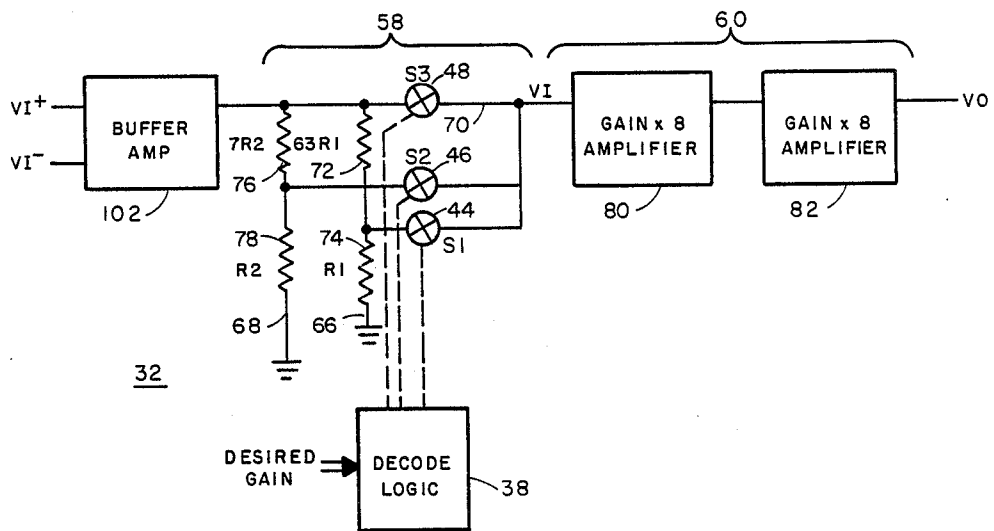 58
60
S3
48
VI+
BUFFER
AMP
VI-
102
7R2
76
63R1
72
70
VI
GAIN x 8
AMPLIFIER
80
GAIN x 8
AMPLIFIER
82
VO
S2
46
44
S1
78
R2
68
74
R1
66
32
DESIRED
GAIN
DECODE
LOGIC
38